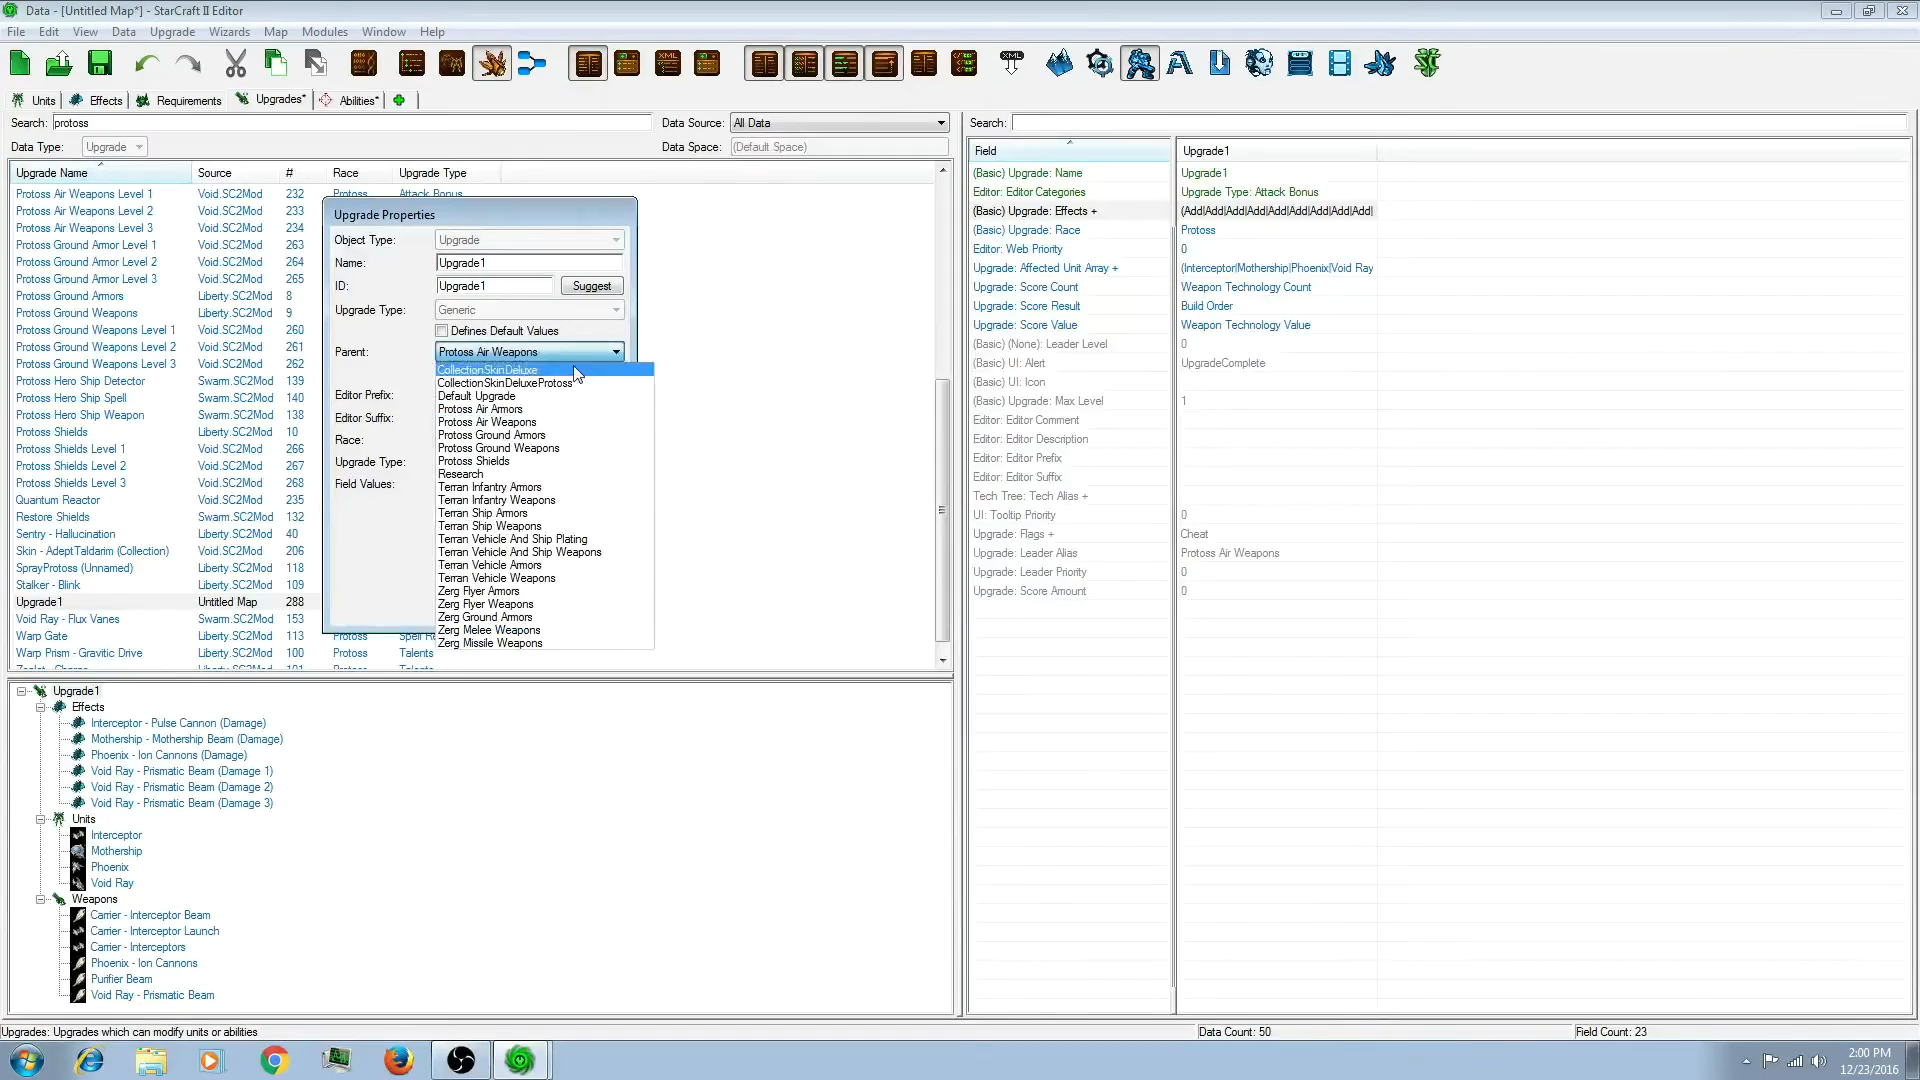 Data - [Untitled Map*] - StarCraft II Editor
File Edit View Data Upgrade Wizards Map Modules Window Help
Units Effects Requirements Upgrades* Abilities*
Search: protoss Data Source: All Data
Data Type: Upgrade Data Space: (Default Space)
Upgrade Name Source # Race Upgrade Type
Protoss Air Weapons Level 1 Void.SC2Mod 232 Protoss Attack Bonus
Protoss Air Weapons Level 2 Void.SC2Mod 233
Protoss Air Weapons Level 3 Void.SC2Mod 234
Protoss Ground Armor Level 1 Void.SC2Mod 263
Protoss Ground Armor Level 2 Void.SC2Mod 264
Protoss Ground Armor Level 3 Void.SC2Mod 265
Protoss Ground Armors Liberty.SC2Mod 8
Protoss Ground Weapons Liberty.SC2Mod 9
Protoss Ground Weapons Level 1 Void.SC2Mod 260
Protoss Ground Weapons Level 2 Void.SC2Mod 261
Protoss Ground Weapons Level 3 Void.SC2Mod 262
Protoss Hero Ship Detector Swarm.SC2Mod 139
Protoss Hero Ship Spell Swarm.SC2Mod 140
Protoss Hero Ship Weapon Swarm.SC2Mod 138
Protoss Shields Liberty.SC2Mod 10
Protoss Shields Level 1 Void.SC2Mod 266
Protoss Shields Level 2 Void.SC2Mod 267
Protoss Shields Level 3 Void.SC2Mod 268
Quantum Reactor Void.SC2Mod 235
Restore Shields Swarm.SC2Mod 132
Sentry - Hallucination Liberty.SC2Mod 40
Skin - AdeptTaldarim (Collection) Void.SC2Mod 206
SprayProtoss (Unnamed) Liberty.SC2Mod 118
Stalker - Blink Liberty.SC2Mod 109
Upgrade1 Untitled Map 288
Void Ray - Flux Vanes Swarm.SC2Mod 153
Warp Gate Liberty.SC2Mod 113 Protoss
Warp Prism - Gravitic Drive Liberty.SC2Mod 100 Protoss Talents
Upgrade Properties
Object Type: Upgrade
Name: Upgrade1
ID: Upgrade1 Suggest
Upgrade Type: Generic
Defines Default Values
Parent: Protoss Air Weapons
Editor Prefix:
Editor Suffix:
Race:
Upgrade Type:
Field Values:
CollectionSkinDeluxe
CollectionSkinDeluxeProtoss
Default Upgrade
Protoss Air Armors
Protoss Air Weapons
Protoss Ground Armors
Protoss Ground Weapons
Protoss Shields
Research
Terran Infantry Armors
Terran Infantry Weapons
Terran Ship Armors
Terran Ship Weapons
Terran Vehicle And Ship Plating
Terran Vehicle And Ship Weapons
Terran Vehicle Armors
Terran Vehicle Weapons
Zerg Flyer Armors
Zerg Flyer Weapons
Zerg Ground Armors
Zerg Melee Weapons
Zerg Missile Weapons
Upgrade1
Effects
Interceptor - Pulse Cannon (Damage)
Mothership - Mothership Beam (Damage)
Phoenix - Ion Cannons (Damage)
Void Ray - Prismatic Beam (Damage 1)
Void Ray - Prismatic Beam (Damage 2)
Void Ray - Prismatic Beam (Damage 3)
Units
Interceptor
Mothership
Phoenix
Void Ray
Weapons
Carrier - Interceptor Beam
Carrier - Interceptor Launch
Carrier - Interceptors
Phoenix - Ion Cannons
Purifier Beam
Void Ray - Prismatic Beam
Search:
Field Upgrade1
(Basic) Upgrade: Name Upgrade1
Editor: Editor Categories Upgrade Type: Attack Bonus
(Basic) Upgrade: Effects + (Add|Add|Add|Add|Add|Add|Add|Add|Add|
(Basic) Upgrade: Race Protoss
Editor: Web Priority 0
Upgrade: Affected Unit Array + (Interceptor|Mothership|Phoenix|Void Ray
Upgrade: Score Count Weapon Technology Count
Upgrade: Score Result Build Order
Upgrade: Score Value Weapon Technology Value
(Basic) (None): Leader Level 0
(Basic) UI: Alert UpgradeComplete
(Basic) UI: Icon
(Basic) Upgrade: Max Level 1
Editor: Editor Comment
Editor: Editor Description
Editor: Editor Prefix
Editor: Editor Suffix
Tech Tree: Tech Alias +
UI: Tooltip Priority 0
Upgrade: Flags + Cheat
Upgrade: Leader Alias Protoss Air Weapons
Upgrade: Leader Priority 0
Upgrade: Score Amount 0
Upgrades: Upgrades which can modify units or abilities Data Count: 50 Field Count: 23
2:00 PM
12/23/2016